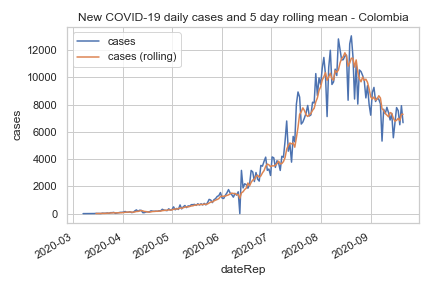 New COVID-19 daily cases and 5 day rolling mean - Colombia
cases
cases (rolling)
12000
10000
8000
6000
4000
2000
0
cases
2020-03
2020-04
2020-05
2020-06
2020-07
2020-08
2020-09
dateRep